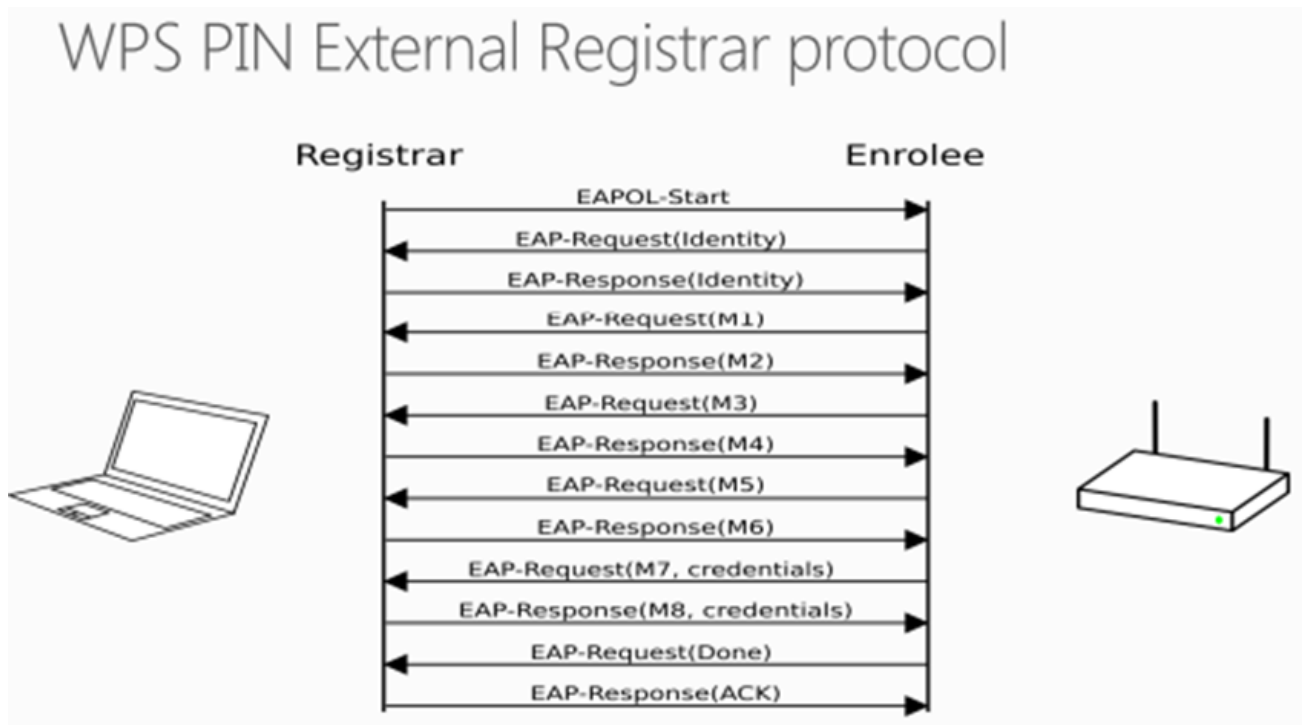 WPS PIN External Registrar protocol
Registrar Enrolee
EAPOL-Start
EAP-Request(Identity)
EAP-Response(Identity)
EAP-Request(M1)
EAP-Response(M2)
EAP-Request(M3)
EAP-Response(M4)
EAP-Request(M5)
EAP-Response(M6)
EAP-Request(M7, credentials)
EAP-Response(M8, credentials)
EAP-Request(Done)
EAP-Response(ACK)